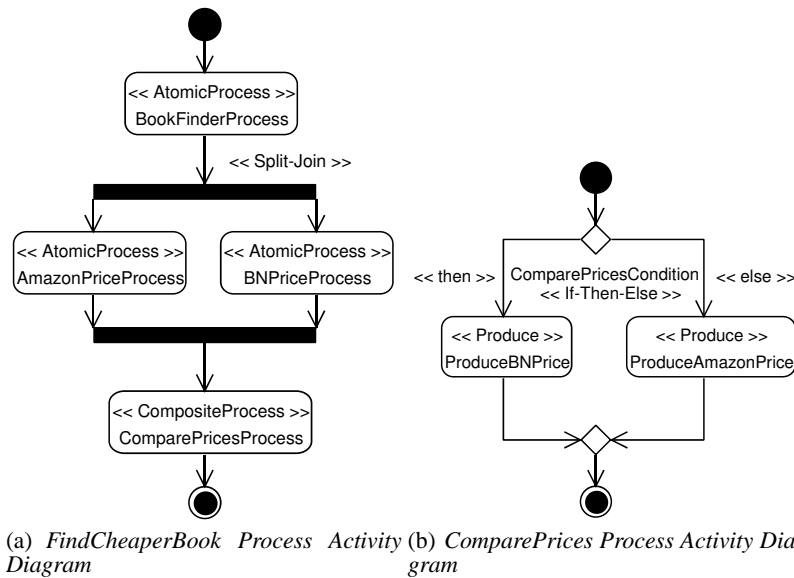 << AtomicProcess >>
BookFinderProcess
<< Split-Join >>
<< AtomicProcess >>
AmazonPriceProcess
<< AtomicProcess >>
BNPriceProcess
<< CompositeProcess >>
ComparePricesProcess
(a) FindCheaperBook Process Activity
Diagram
<< then >>
ComparePricesCondition
<< If-Then-Else >>
<< else >>
<< Produce >>
ProduceBNPrice
<< Produce >>
ProduceAmazonPrice
(b) ComparePrices Process Activity Dia
gram